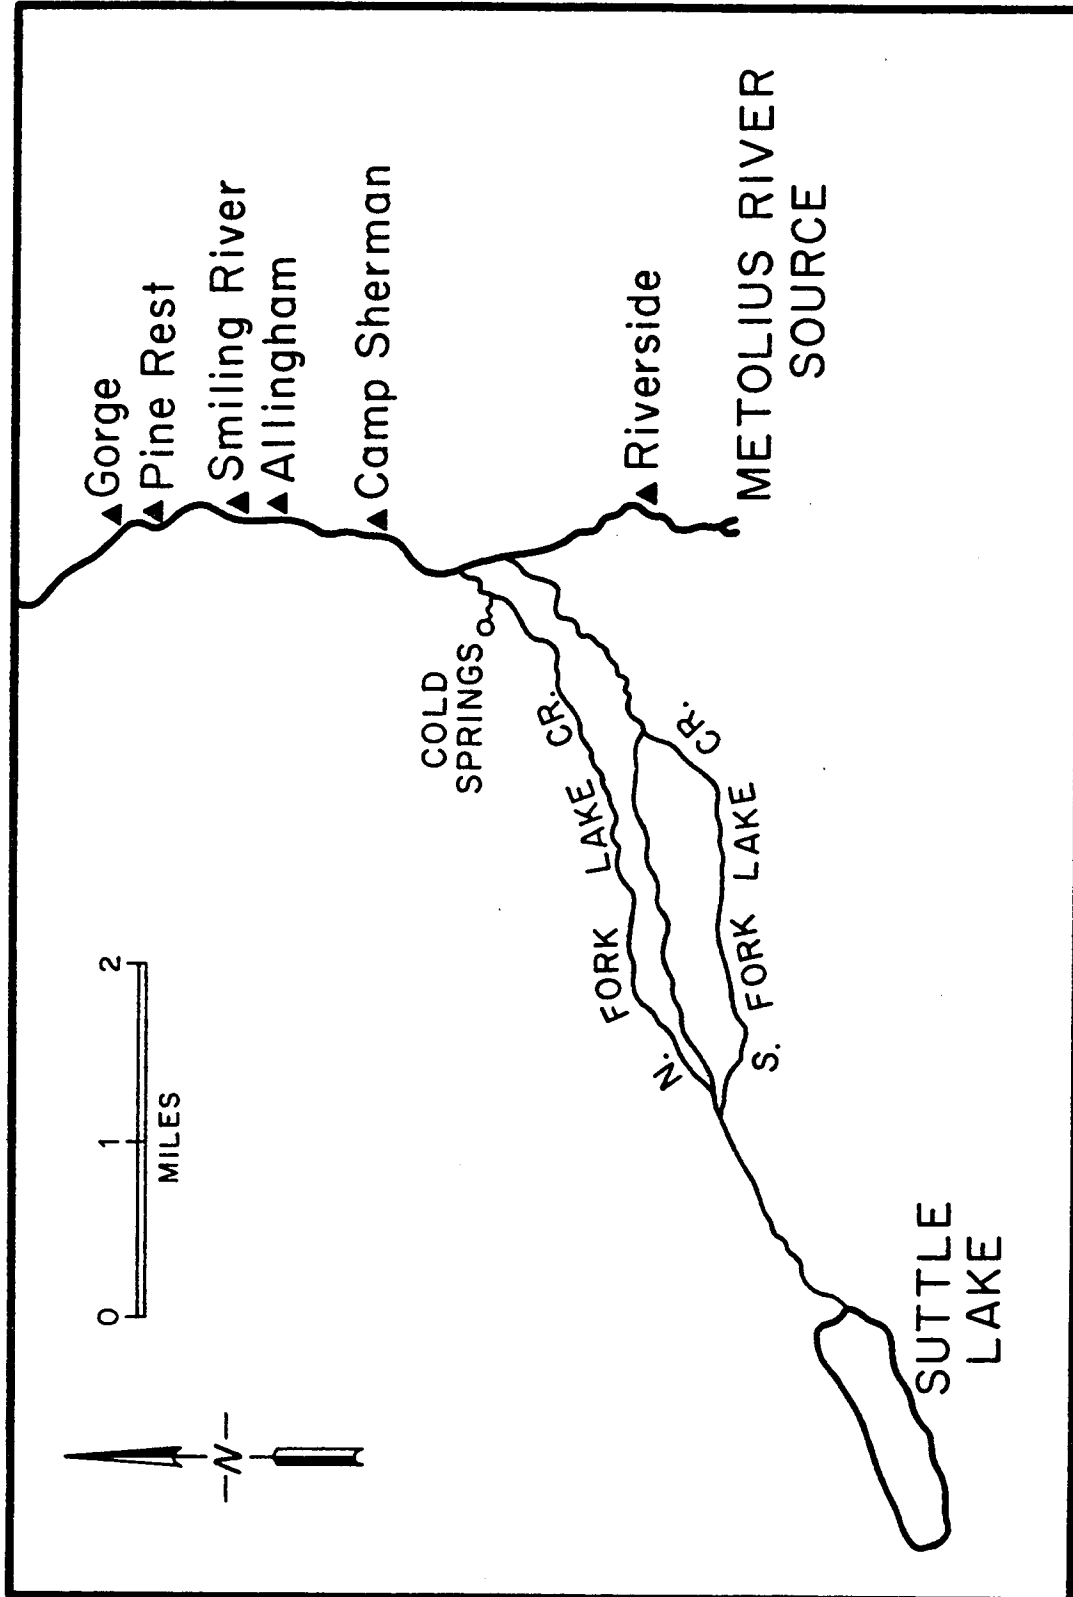 Gorge
Pine Rest
Smiling River
Allingham
Camp Sherman
Riverside
METOLIUS RIVER
SOURCE
COLD
SPRINGS
N. FORK LAKE CR.
S. FORK LAKE CR.
0 1 2
MILES
-N-
SUTTLE
LAKE